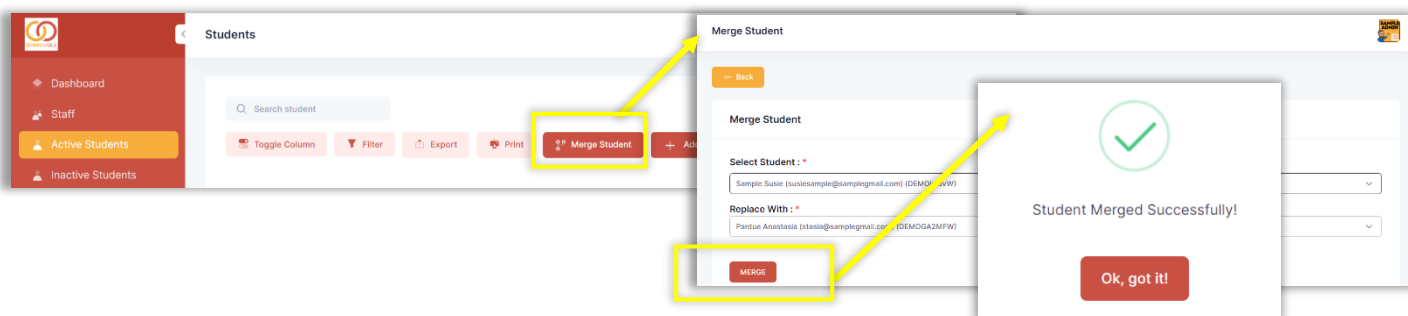 Students
Dashboard
Staff
Active Students
Inactive Students
Search student
Toggle Column
Filter
Export
Print
Merge Student
Merge Student
Back
Merge Student
Select Student : *
Sample Susie (susiesample@samplegmail.com)
Replace With : *
Pardue Anastasia (stasia@samplegmail.com) (DEMOGA2MFW)
MERGE
Student Merged Successfully!
Ok, got it!
SAMPLE
ADMIN